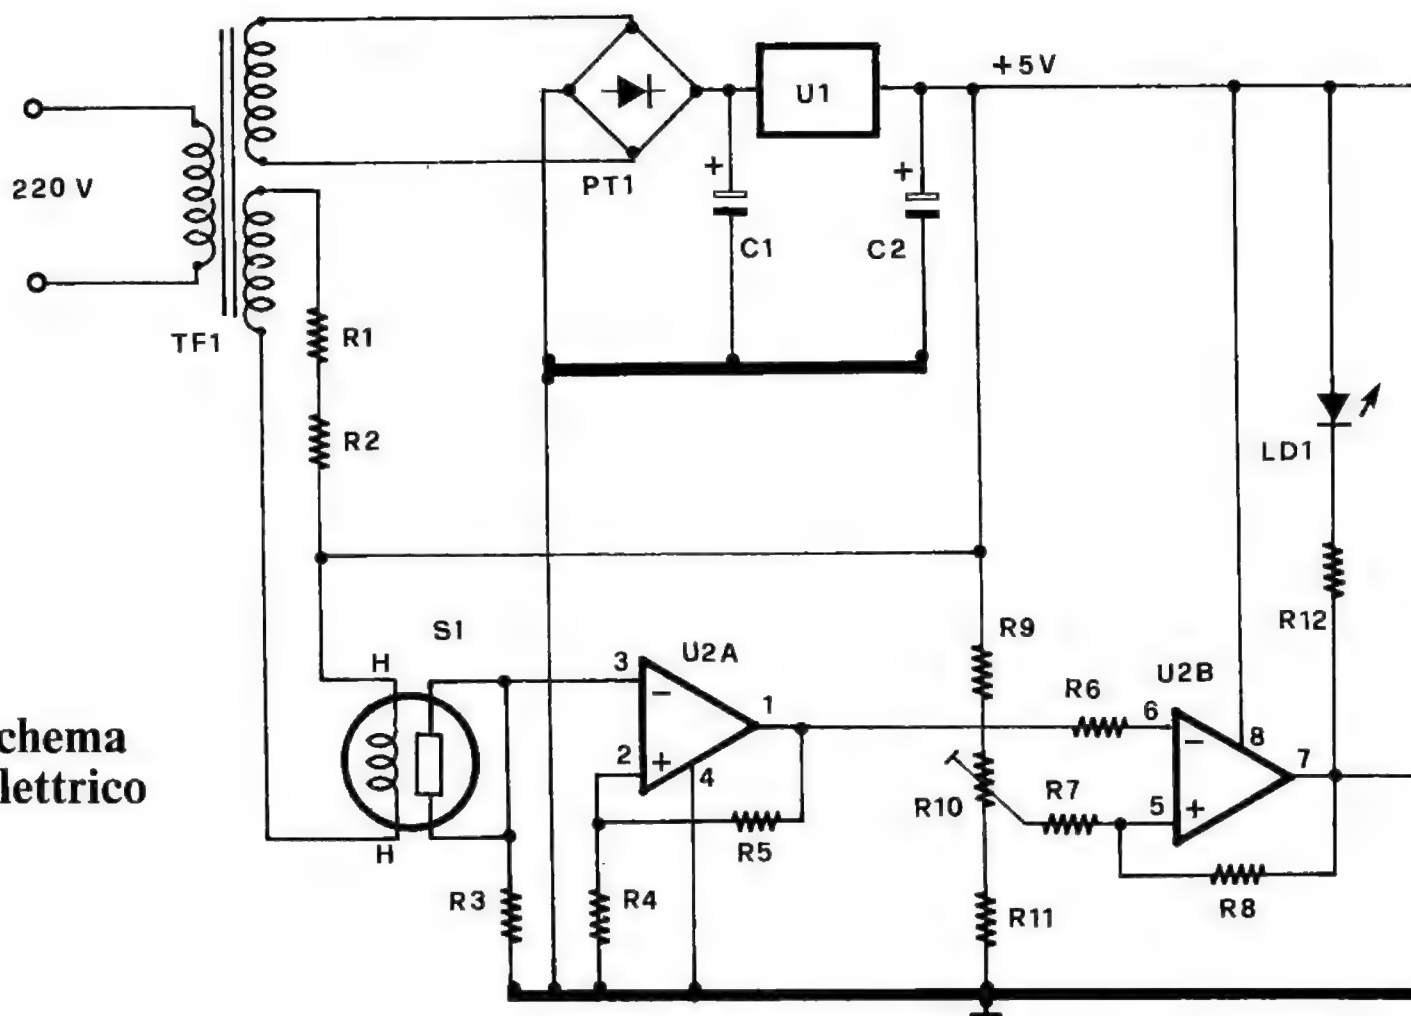 +5V
U1
220 V
+
+
PT1
C1
C2
TF1
R1
R2
LD1
R12
S1
H
3
U2A
R9
U2B
R6
1
6
−
−
8
7
chema
lettrico
2
+
4
R10
R7
5
+
H
R5
R3
R4
R11
R8